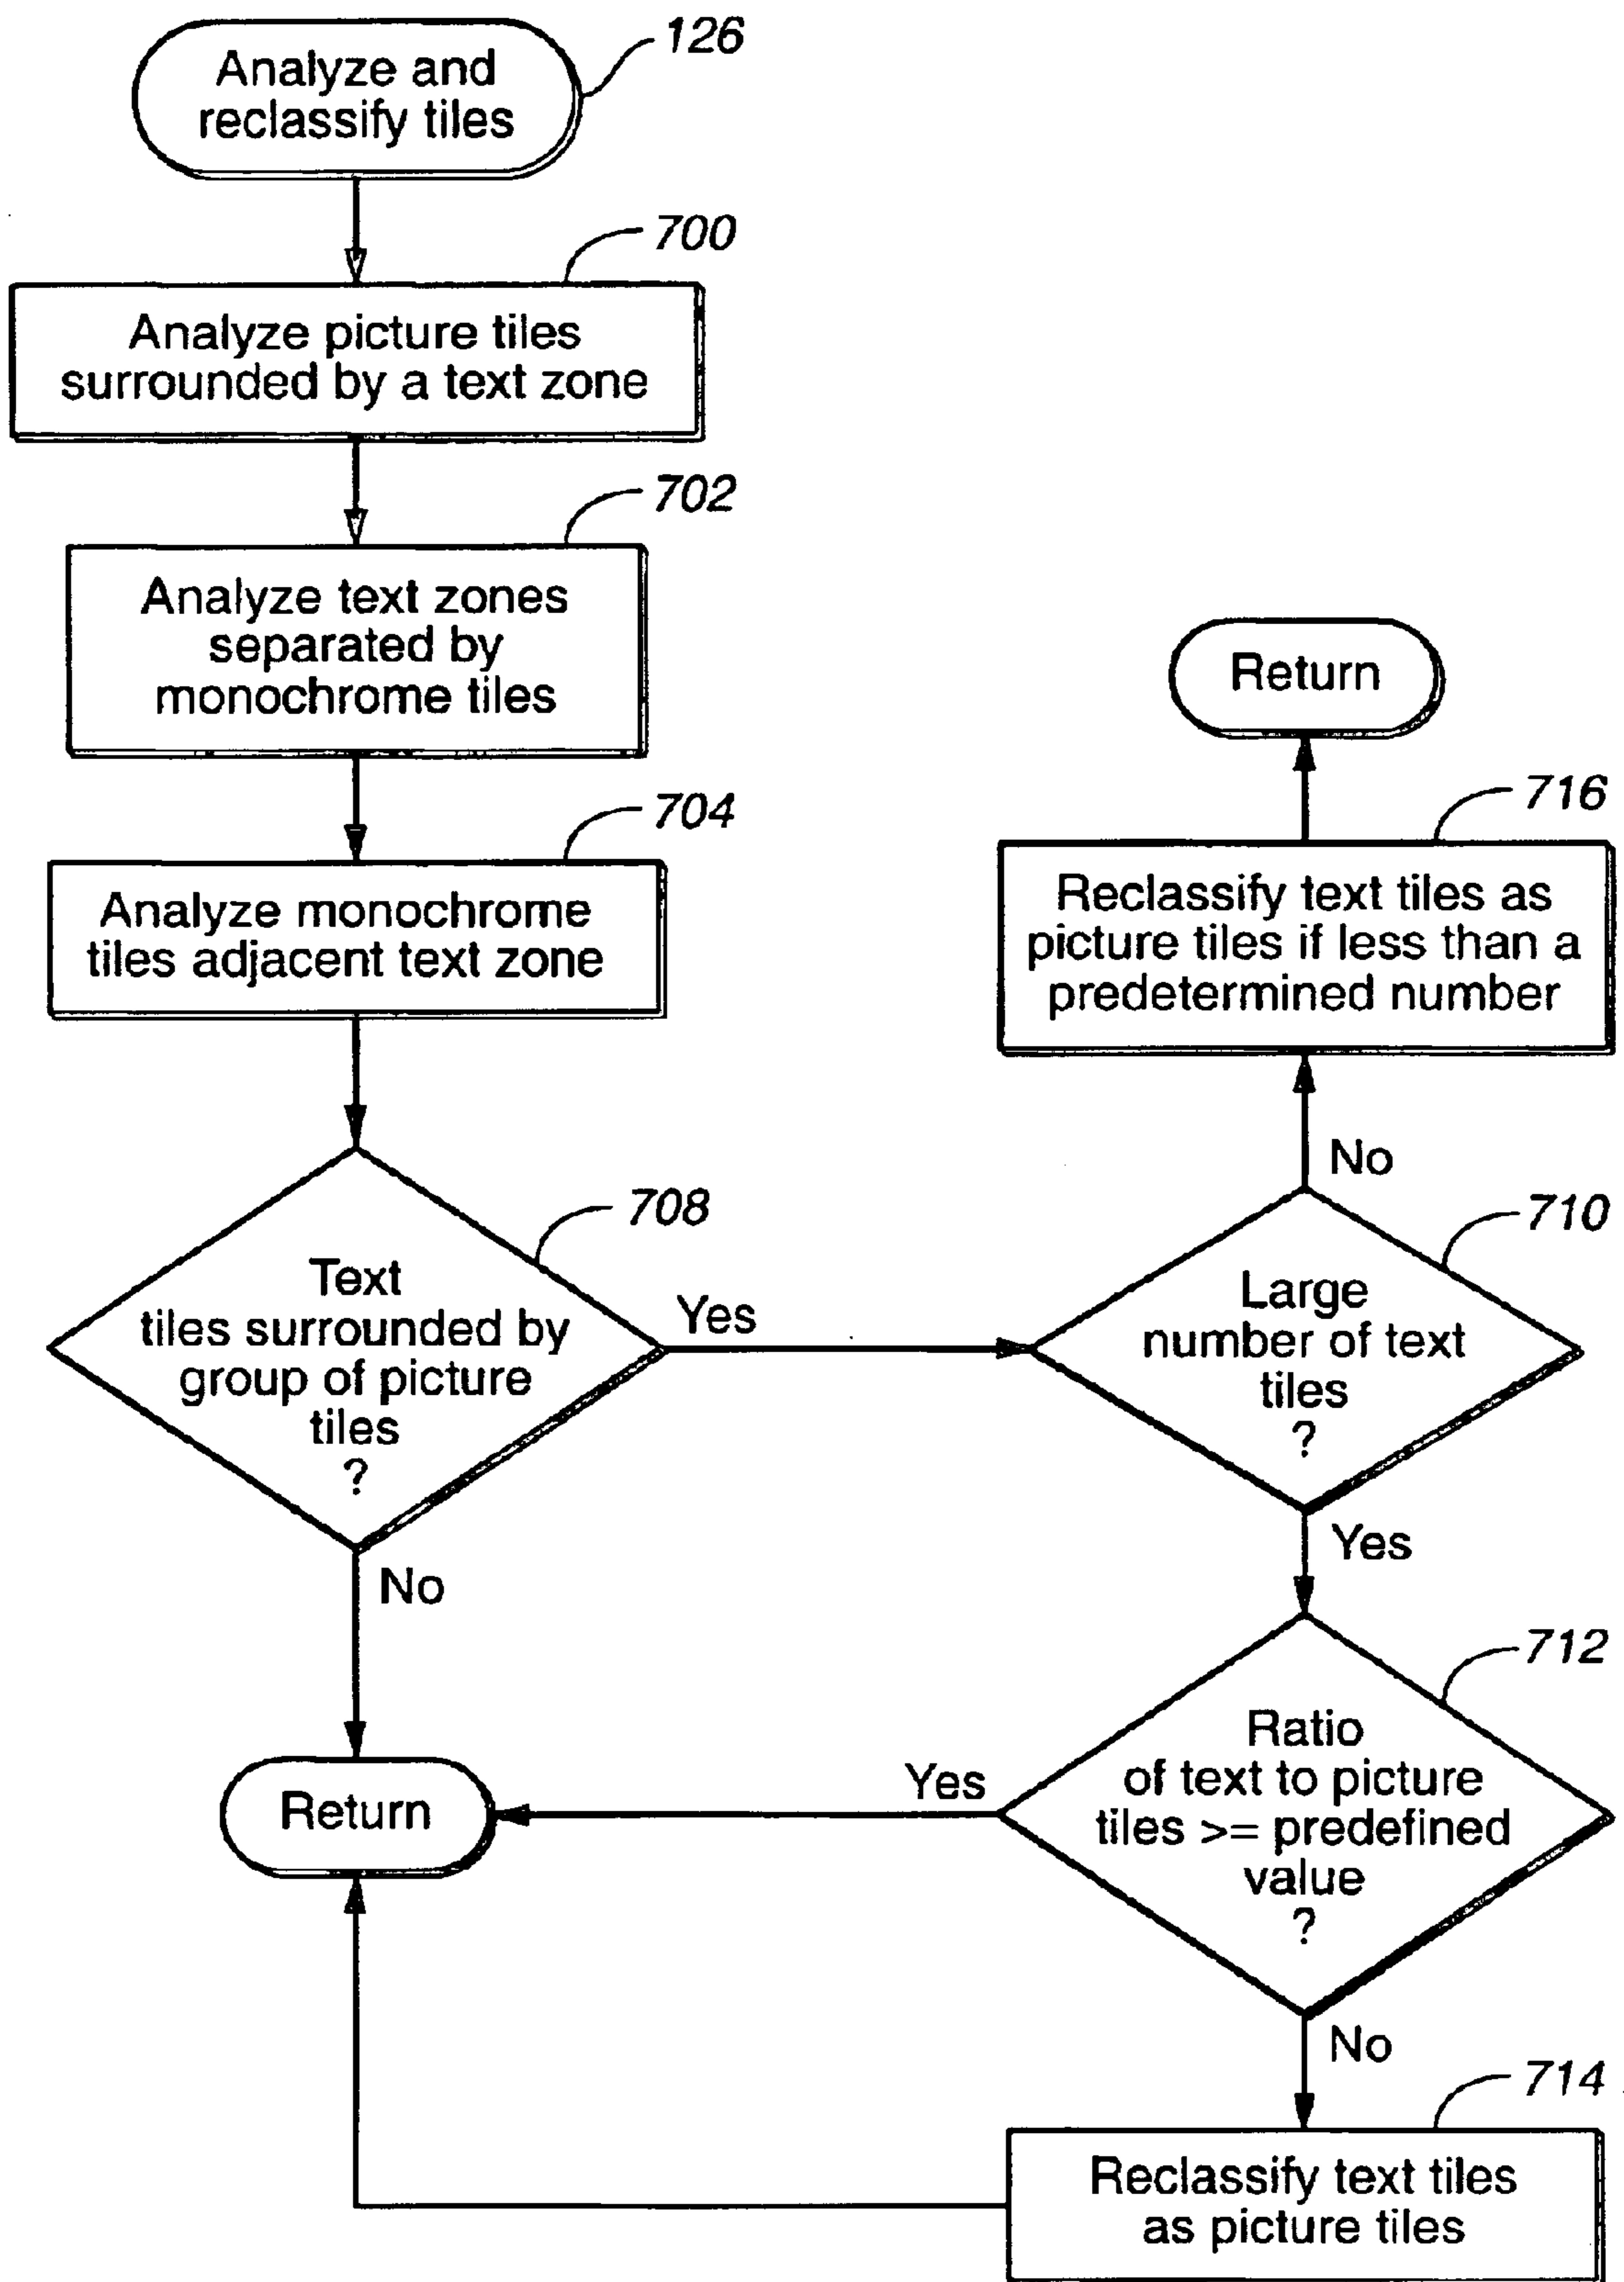 Analyze and
reclassify tiles
126
700
Analyze picture tiles
surrounded by a text zone
702
Analyze text zones
separated by
monochrome tiles
704
Analyze monochrome
tiles adjacent text zone
708
Text
tiles surrounded by
group of picture
tiles
?
Yes
No
Return
Return
716
Reclassify text tiles as
picture tiles if less than a
predetermined number
No
710
Large
number of text
tiles
?
Yes
712
Ratio
of text to picture
tiles >= predefined
value
?
Yes
No
714
Reclassify text tiles
as picture tiles